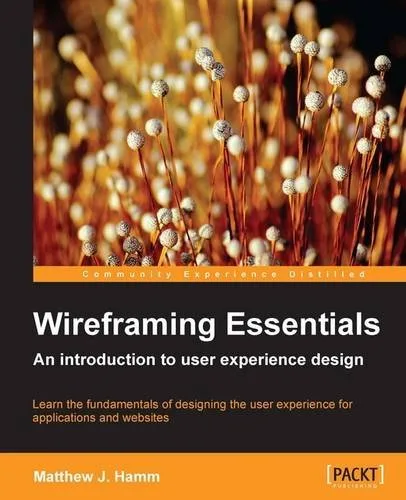 Community Experience Distilled
Wireframing Essentials
An introduction to user experience design
Learn the fundamentals of designing the user experience for
applications and websites
Matthew J. Hamm
[PACKT]
PUBLISHING